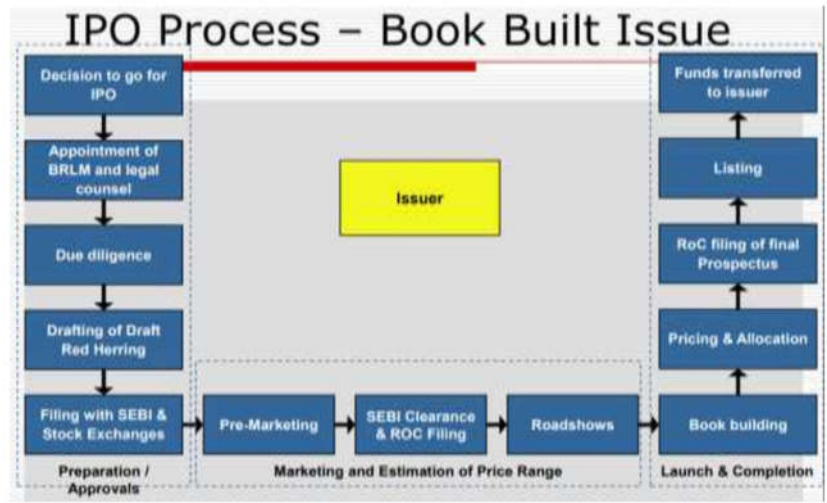 IPO Process – Book Built Issue
Decision to go for
IPO
Appointment of
BRLM and legal
counsel
Due diligence
Drafting of Draft
Red Herring
Filing with SEBI &
Stock Exchanges
Preparation /
Approvals
Issuer
Pre-Marketing
SEBI Clearance
& ROC Filing
Roadshows
Marketing and Estimation of Price Range
Funds transferred
to issuer
Listing
RoC filing of final
Prospectus
Pricing & Allocation
Book building
Launch & Completion